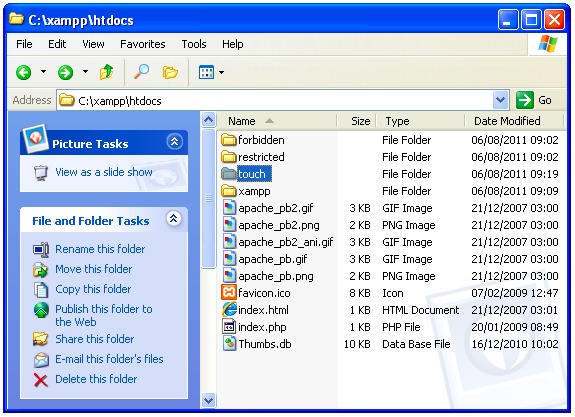 C:\xampp\htdocs
File Edit View Favorites Tools Help
Address C:\xampp\htdocs Go
Picture Tasks
View as a slide show
File and Folder Tasks
Rename this folder
Move this folder
Copy this folder
Publish this folder to
the Web
Share this folder
E-mail this folder's files
Delete this folder
Name Size Type Date Modified
forbidden File Folder 06/08/2011 09:02
restricted File Folder 06/08/2011 09:02
touch File Folder 06/08/2011 09:19
xampp File Folder 06/08/2011 09:09
apache_pb2.gif 3 KB GIF Image 21/12/2007 03:00
apache_pb2.png 2 KB PNG Image 21/12/2007 03:00
apache_pb2_ani.gif 3 KB GIF Image 21/12/2007 03:00
apache_pb.gif 3 KB GIF Image 21/12/2007 03:00
apache_pb.png 2 KB PNG Image 21/12/2007 03:00
favicon.ico 8 KB Icon 07/02/2009 12:47
index.html 1 KB HTML Document 21/12/2007 03:01
index.php 1 KB PHP File 20/01/2009 08:49
Thumbs.db 10 KB Data Base File 16/12/2010 10:02